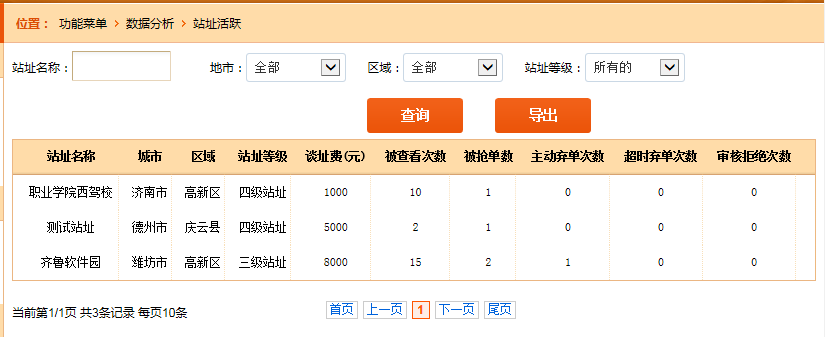 位置： 功能菜单 > 数据分析 > 站址活跃
站址名称： 地市： 全部 区域： 全部 站址等级： 所有的
查询 导出
站址名称 城市 区域 站址等级 谈址费(元) 被查看次数 被抢单数 主动弃单次数 超时弃单次数 审核拒绝次数
职业学院西驾校 济南市 高新区 四级站址 1000 10 1 0 0 0
测试站址 德州市 庆云县 四级站址 5000 2 1 0 0 0
齐鲁软件园 潍坊市 高新区 三级站址 8000 15 2 1 0 0
当前第1/1页 共3条记录 每页10条 首页 上一页 1 下一页 尾页